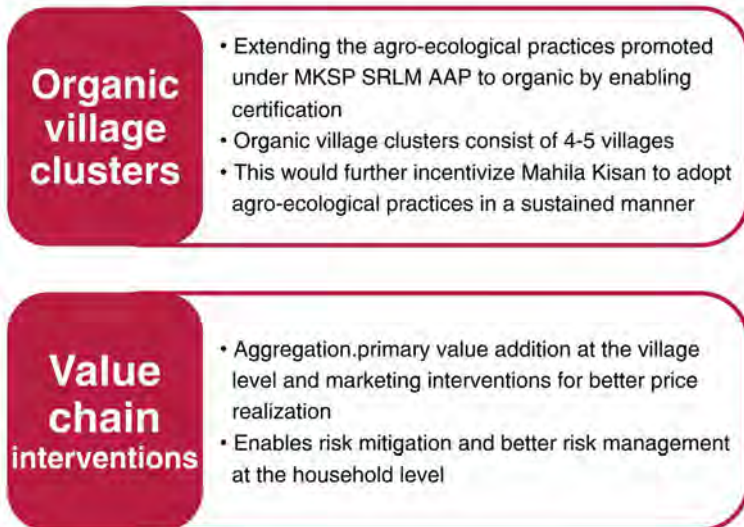 Organic
village
clusters
• Extending the agro-ecological practices promoted
under MKSP SRLM AAP to organic by enabling
certification
• Organic village clusters consist of 4-5 villages
• This would further incentivize Mahila Kisan to adopt
agro-ecological practices in a sustained manner
Value
chain
interventions
• Aggregation.primary value addition at the village
level and marketing interventions for better price
realization
• Enables risk mitigation and better risk management
at the household level